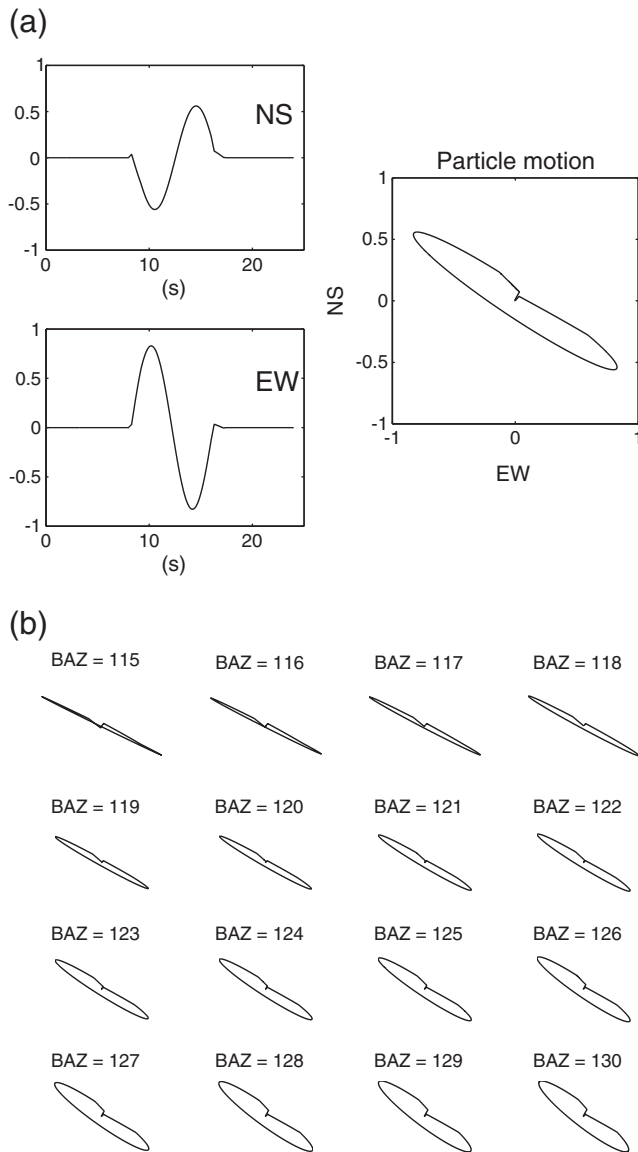 (a)
1
0.5
0
-0.5
-1
NS
0 10 20
(s)
1
0.5
0
-0.5
-1
EW
0 10 20
(s)
Particle motion
1
0.5
0
-0.5
-1
NS
-1 0 1
EW
(b)
BAZ = 115 BAZ = 116 BAZ = 117 BAZ = 118
BAZ = 119 BAZ = 120 BAZ = 121 BAZ = 122
BAZ = 123 BAZ = 124 BAZ = 125 BAZ = 126
BAZ = 127 BAZ = 128 BAZ = 129 BAZ = 130